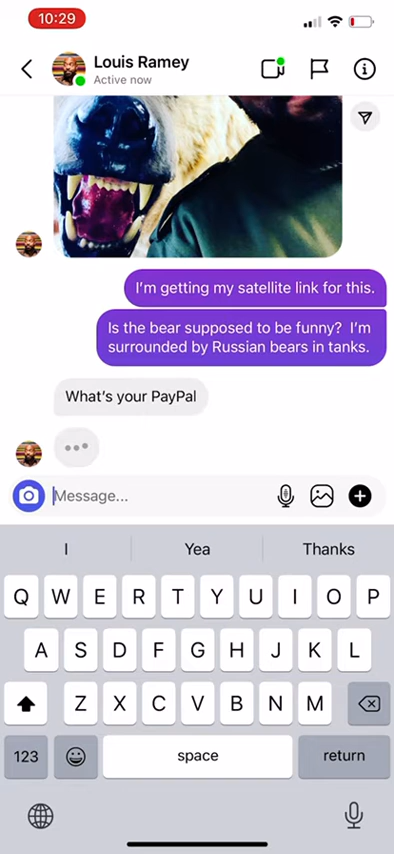 10:29
Louis Ramey
Active now
I'm getting my satellite link for this.
Is the bear supposed to be funny? I'm
surrounded by Russian bears in tanks.
What's your PayPal
Message...
I Yea Thanks
Q W E R T Y U I O P
A S D F G H J K L
Z X C V B N M
123 space return